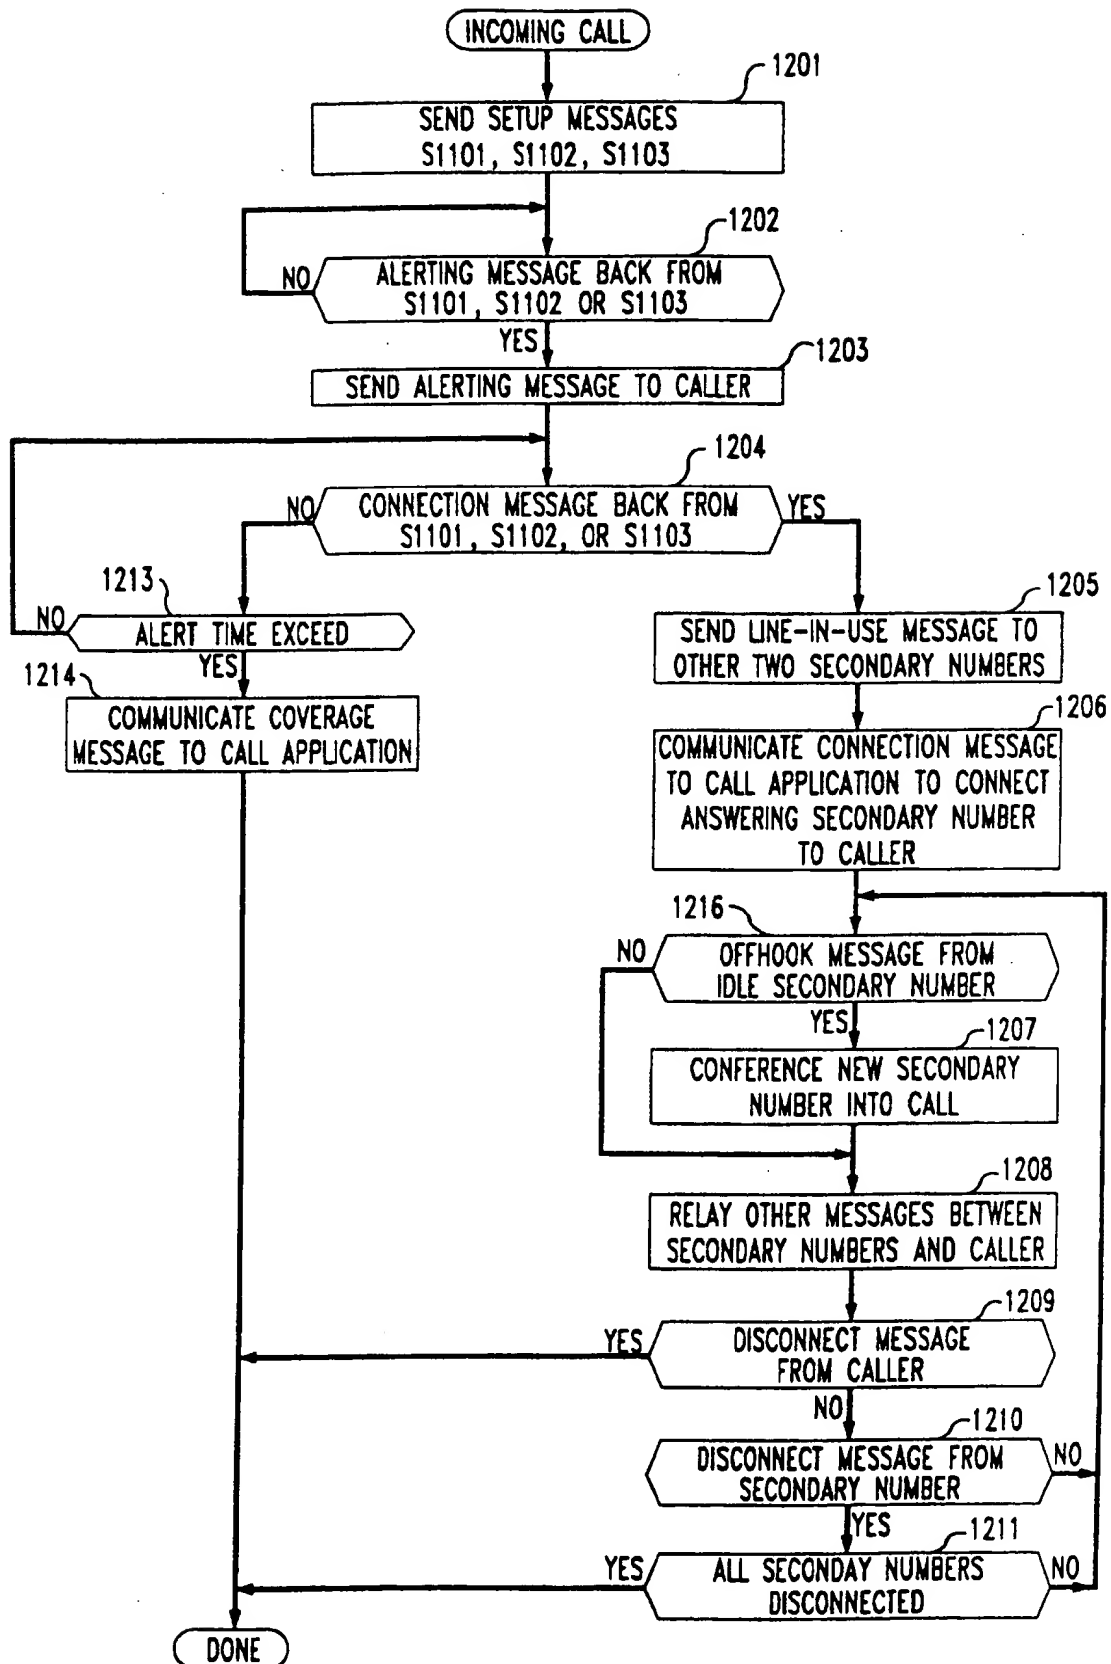 INCOMING CALL
1201
SEND SETUP MESSAGES
S1101, S1102, S1103
1202
NO
ALERTING MESSAGE BACK FROM
S1101, S1102 OR S1103
YES
1203
SEND ALERTING MESSAGE TO CALLER
1204
NO
CONNECTION MESSAGE BACK FROM
S1101, S1102, OR S1103
YES
1213
NO
ALERT TIME EXCEED
YES
1214
COMMUNICATE COVERAGE
MESSAGE TO CALL APPLICATION
1205
SEND LINE-IN-USE MESSAGE TO
OTHER TWO SECONDARY NUMBERS
1206
COMMUNICATE CONNECTION MESSAGE
TO CALL APPLICATION TO CONNECT
ANSWERING SECONDARY NUMBER
TO CALLER
1216
NO
OFFHOOK MESSAGE FROM
IDLE SECONDARY NUMBER
YES
1207
CONFERENCE NEW SECONDARY
NUMBER INTO CALL
1208
RELAY OTHER MESSAGES BETWEEN
SECONDARY NUMBERS AND CALLER
1209
YES
DISCONNECT MESSAGE
FROM CALLER
NO
1210
DISCONNECT MESSAGE FROM
SECONDARY NUMBER
NO
YES
1211
YES
ALL SECONDAY NUMBERS
DISCONNECTED
NO
DONE